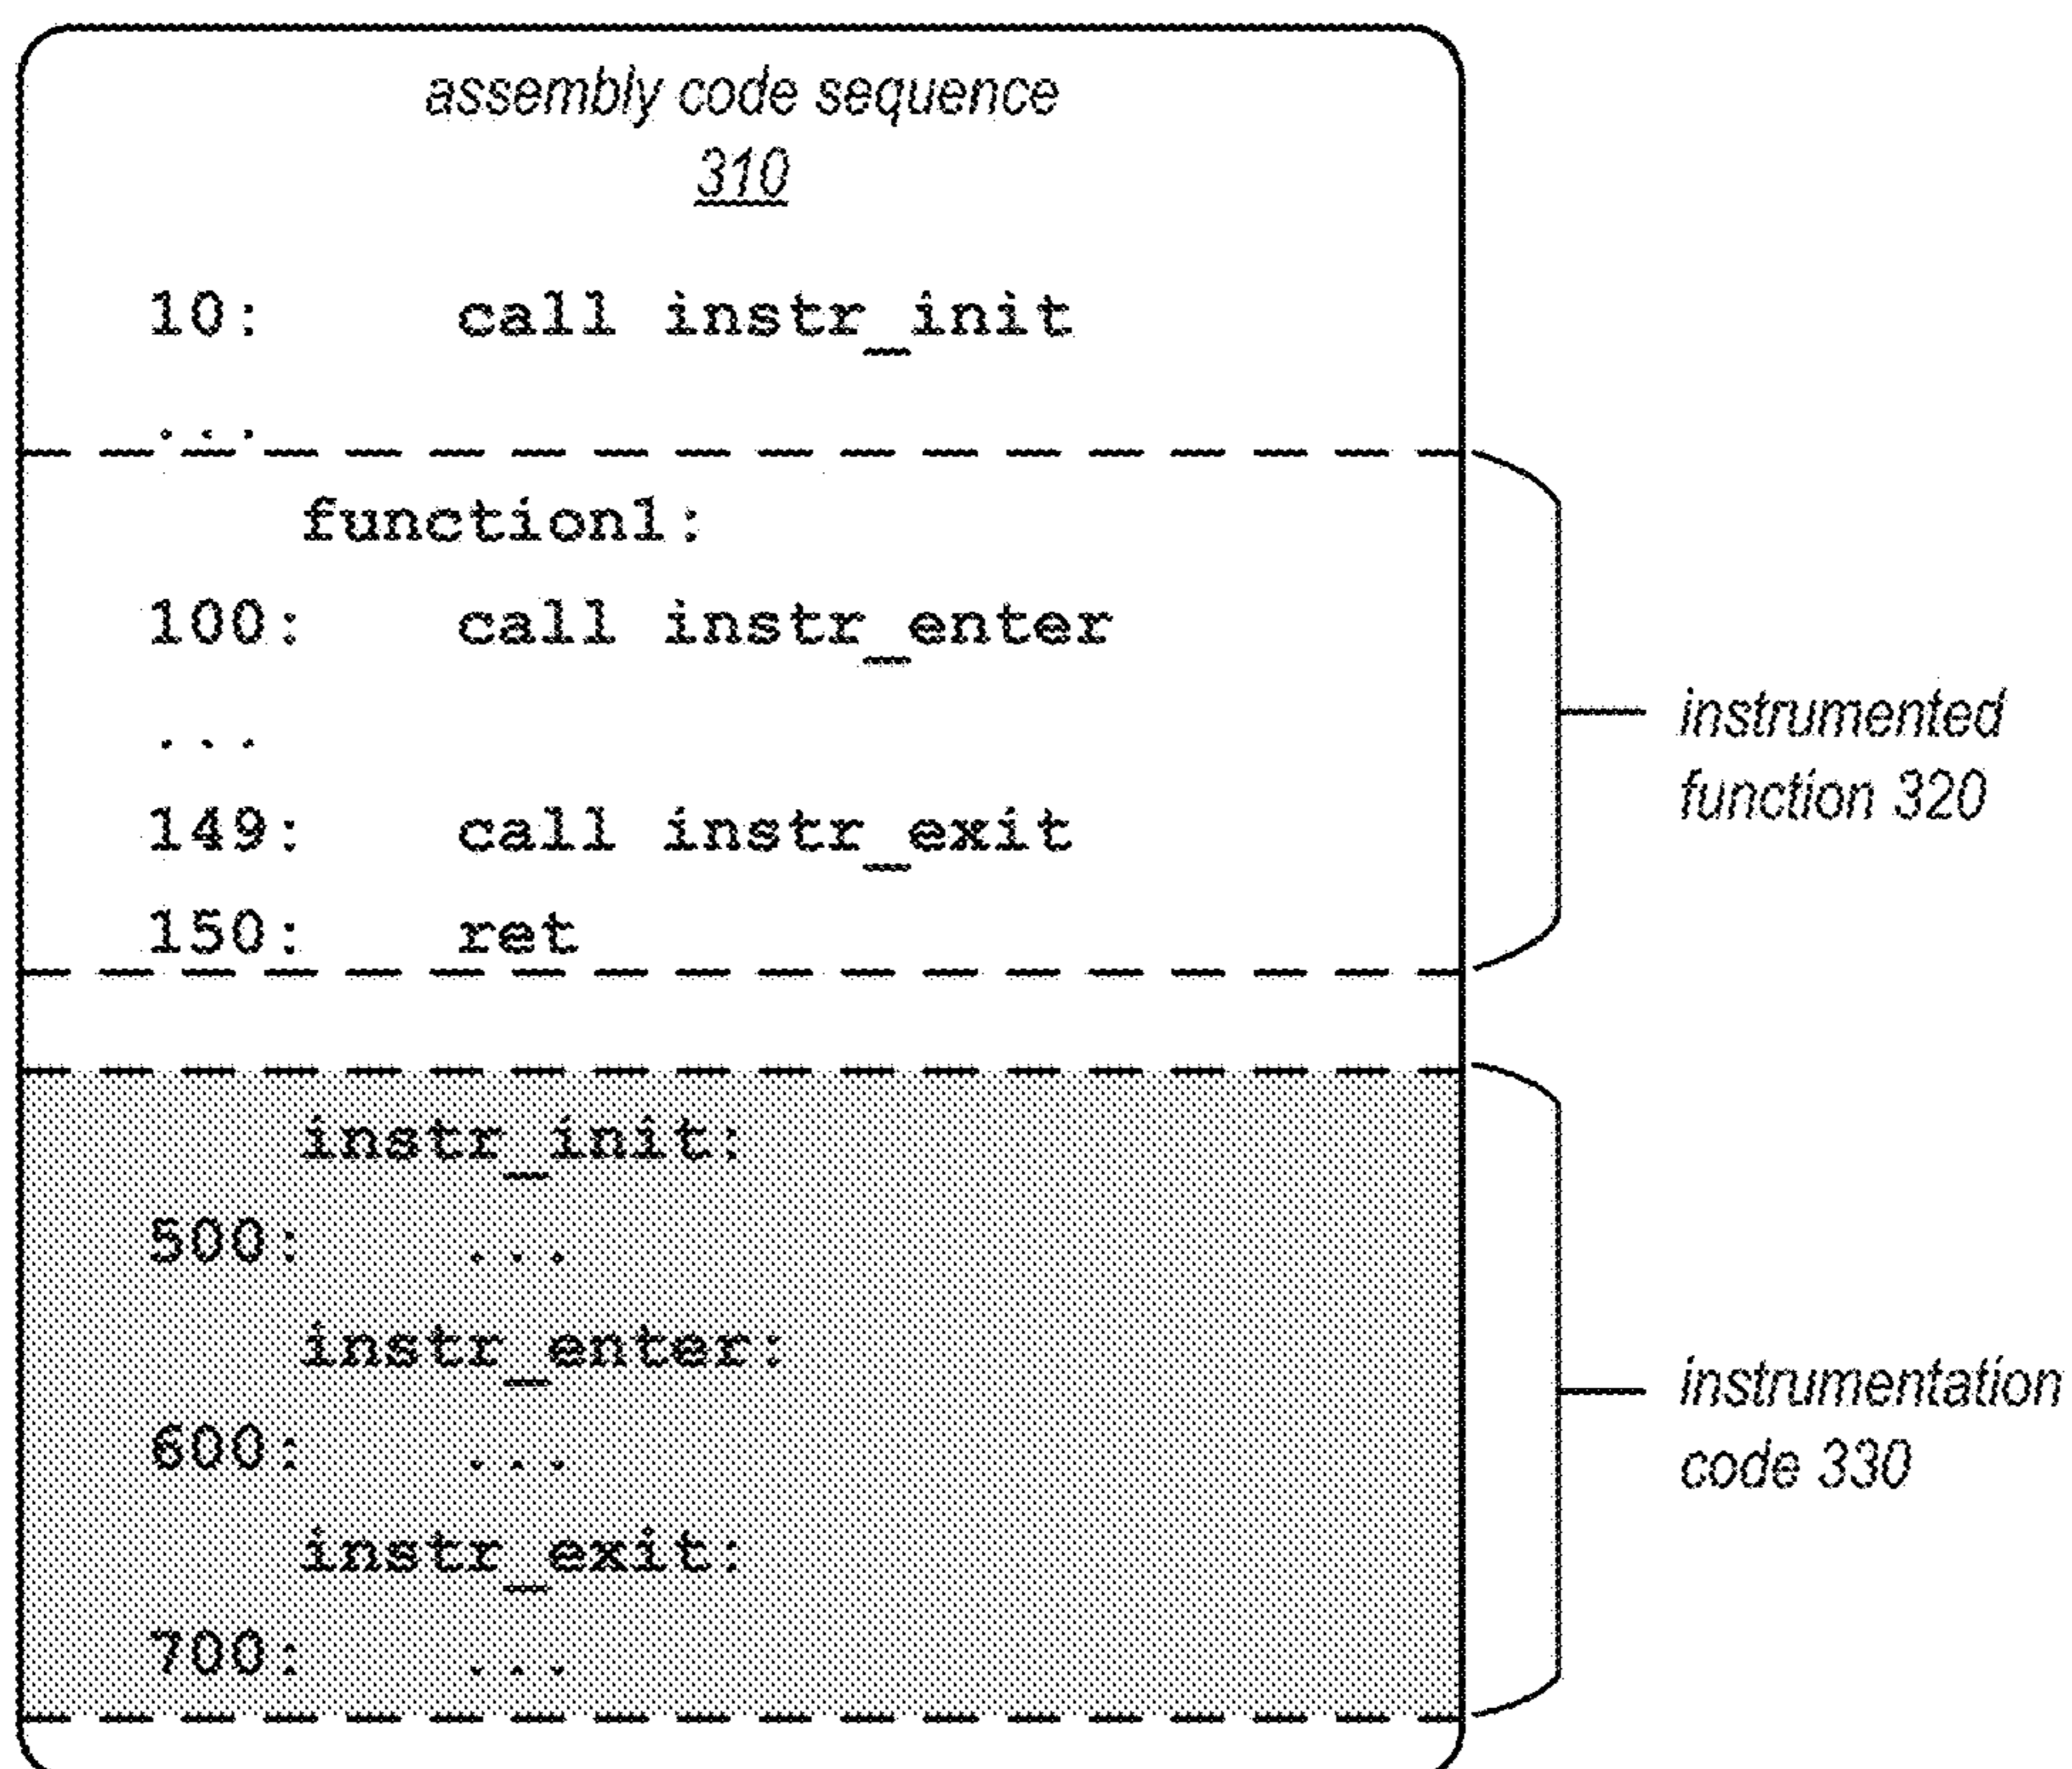 assembly code sequence
310
10: call instr_init
...
function1:
100: call instr_enter
...
149: call instr_exit
150: ret
instrumented
function 320
instr_init:
500: ...
instr_enter:
600: ...
instr_exit:
700: ...
instrumentation
code 330